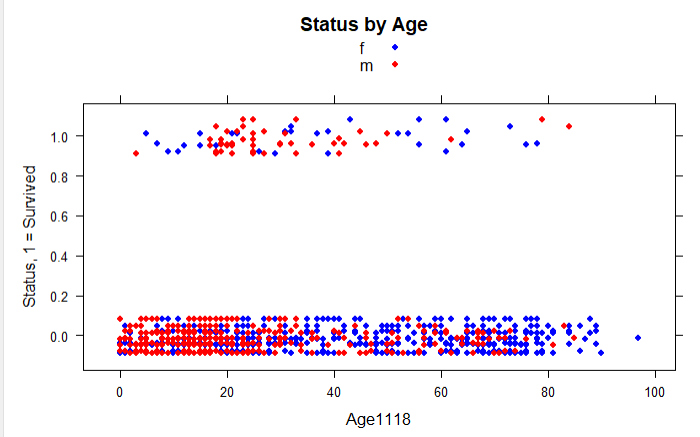 Status by Age
f
m
Status, 1 = Survived
1.0
0.8
0.6
0.4
0.2
0.0
0 20 40 60 80 100
Age1118